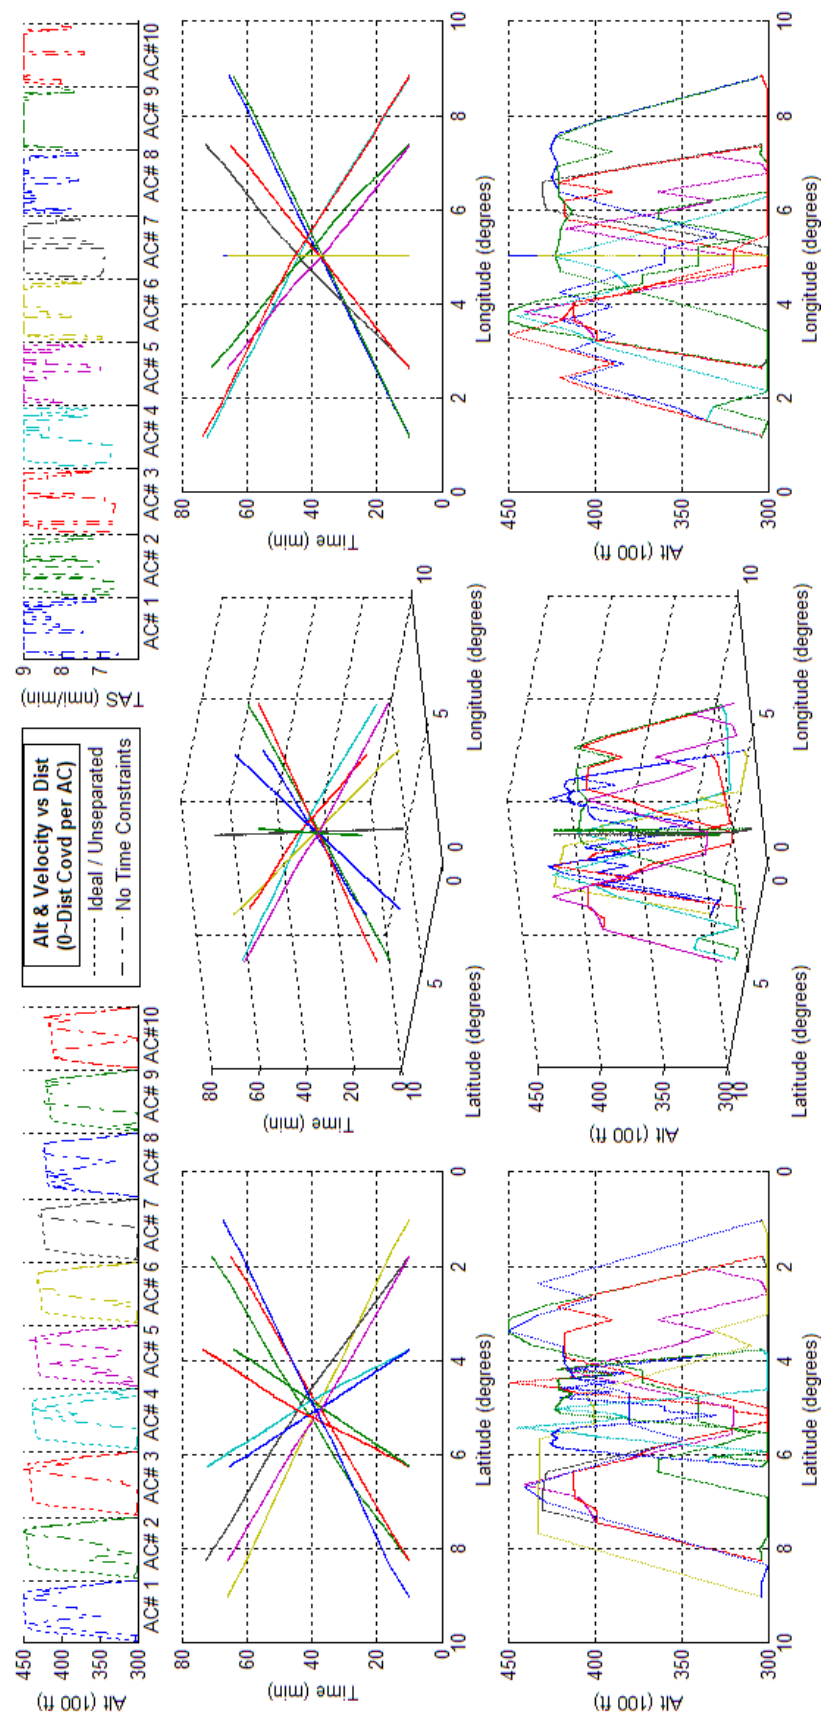 Alt (100 ft)
450
400
350
300
AC# 1 AC# 2 AC# 3 AC# 4 AC# 5 AC# 6 AC# 7 AC# 8 AC# 9 AC#10
Alt & Velocity vs Dist
(0~Dist Covd per AC)
Ideal / Unseparated
No Time Constraints
TAS (nmi/min)
9
8
7
AC# 1 AC# 2 AC# 3 AC# 4 AC# 5 AC# 6 AC# 7 AC# 8 AC# 9 AC#10
Time (min)
80
60
40
20
0
10 8 6 4 2 0
Latitude (degrees)
Time (min)
80
60
40
20
0
10 5 0
Latitude (degrees)
0 5 10
Longitude (degrees)
Time (min)
80
60
40
20
0
0 2 4 6 8 10
Longitude (degrees)
Alt (100 ft)
450
400
350
300
10 8 6 4 2 0
Latitude (degrees)
Alt (100 ft)
450
400
350
300
10 5 0
Latitude (degrees)
0 5 10
Longitude (degrees)
Alt (100 ft)
450
400
350
300
0 2 4 6 8 10
Longitude (degrees)